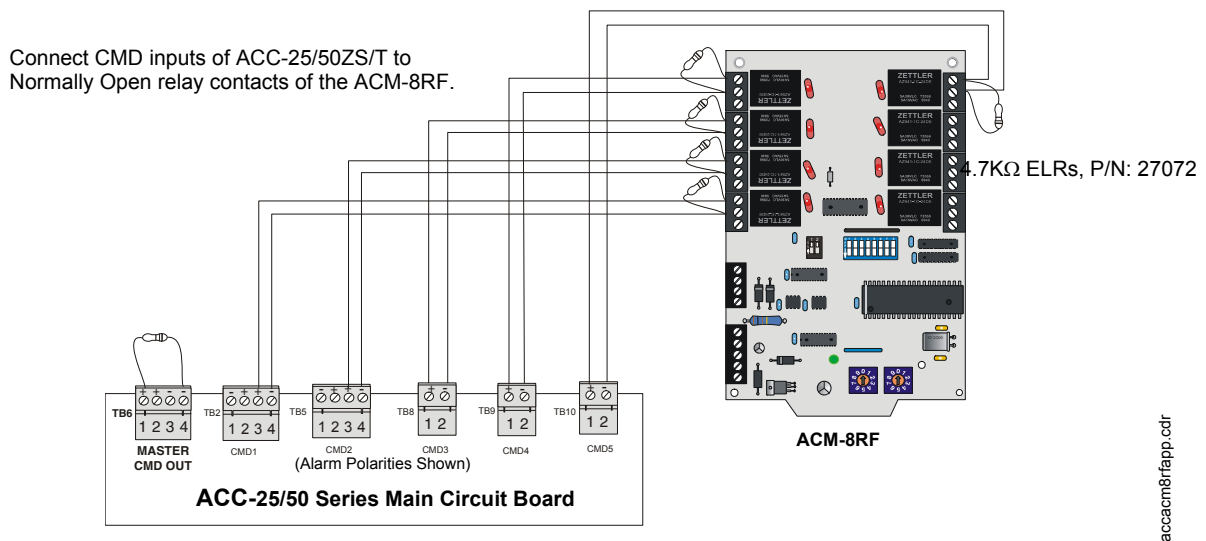 Connect CMD inputs of ACC-25/50ZS/T to
Normally Open relay contacts of the ACM-8RF.
ZETTLER
ZETTLER
ZETTLER
ZETTLER
ZETTLER
ZETTLER
ZETTLER
ZETTLER
4.7KΩ ELRs, P/N: 27072
ACM-8RF
- + + -
- + + -
- + + -
+ -
+ -
+ -
TB6
1 2 3 4
TB2
1 2 3 4
TB5
1 2 3 4
TB8
1 2
TB9
1 2
TB10
1 2
MASTER
CMD OUT
CMD1
CMD2
CMD3
CMD4
CMD5
(Alarm Polarities Shown)
ACC-25/50 Series Main Circuit Board
accacm8rfapp.cdr